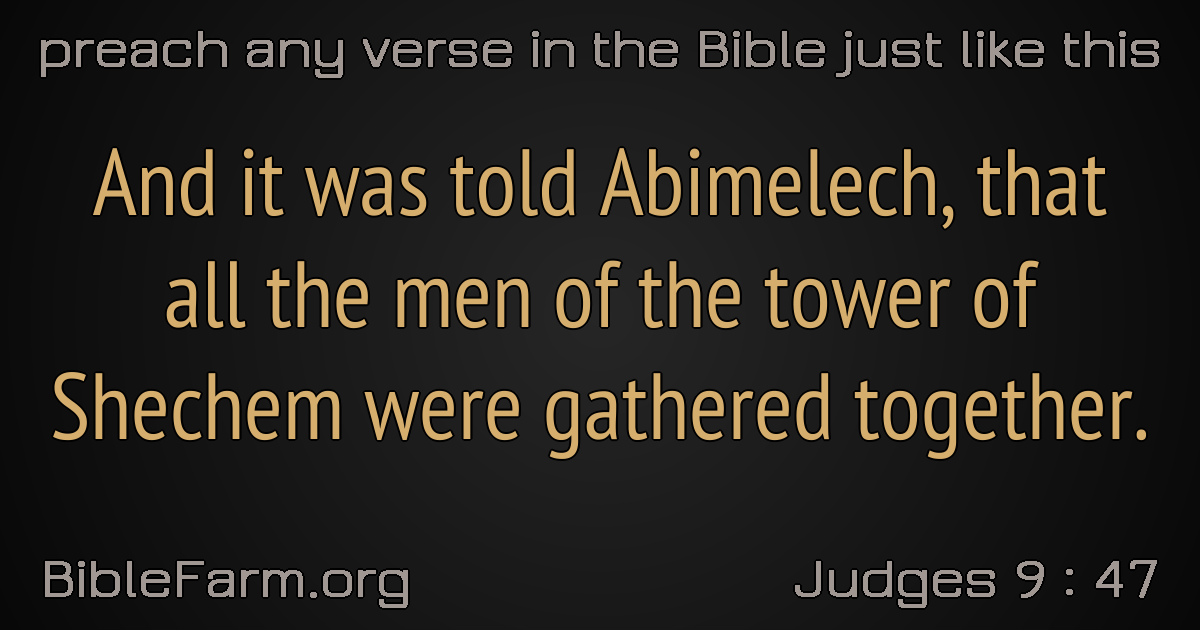 preach any verse in the Bible just like this
And it was told Abimelech, that
all the men of the tower of
Shechem were gathered together.
BibleFarm.org
Judges 9 : 47